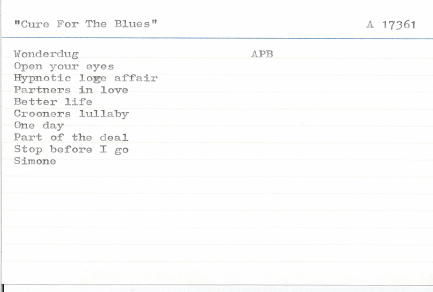 "Cure For The Blues" A 17361
Wonderdug APB
Open your eyes
Hypnotic loge affair
Partners in love
Better life
Crooners lullaby
One day
Part of the deal
Stop before I go
Simone